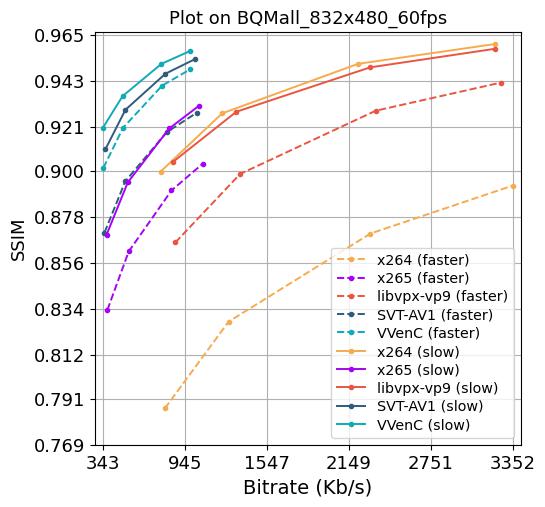 Plot on BQMall_832x480_60fps
0.965
0.943
0.921
0.900
0.878
0.856
0.834
0.812
0.791
0.769
SSIM
x264 (faster)
x265 (faster)
libvpx-vp9 (faster)
SVT-AV1 (faster)
VVenC (faster)
x264 (slow)
x265 (slow)
libvpx-vp9 (slow)
SVT-AV1 (slow)
VVenC (slow)
343 945 1547 2149 2751 3352
Bitrate (Kb/s)